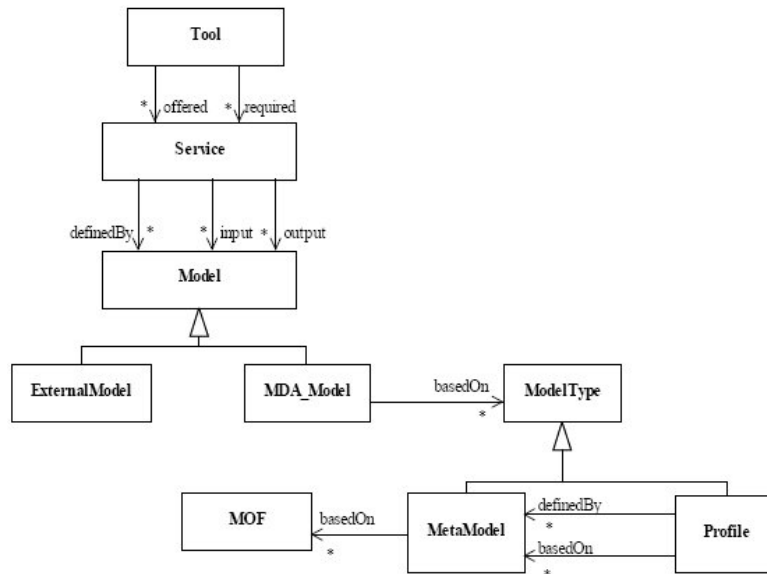 Tool
* offered * required
Service
definedBy * * input * output
Model
ExternalModel MDA_Model basedOn * ModelType
MOF basedOn * MetaModel definedBy * basedOn * Profile